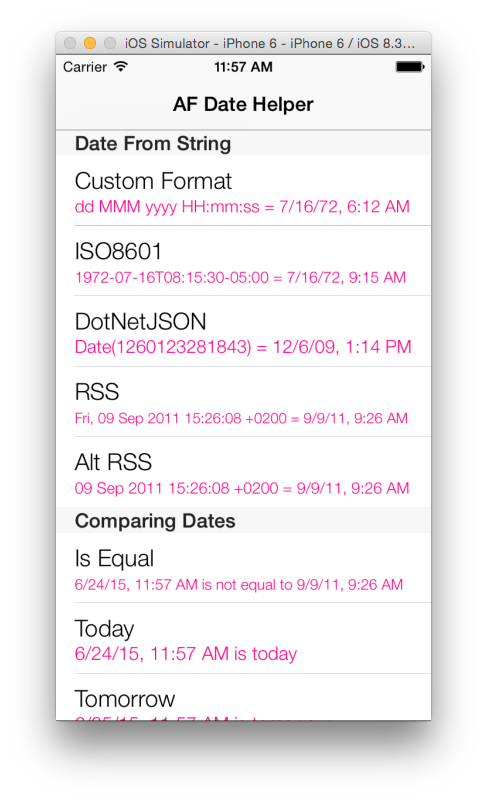 iOS Simulator - iPhone 6 - iPhone 6 / iOS 8.3...
Carrier 11:57 AM
AF Date Helper
Date From String
Custom Format
dd MMM yyyy HH:mm:ss = 7/16/72, 6:12 AM
ISO8601
1972-07-16T08:15:30-05:00 = 7/16/72, 9:15 AM
DotNetJSON
Date(1260123281843) = 12/6/09, 1:14 PM
RSS
Fri, 09 Sep 2011 15:26:08 +0200 = 9/9/11, 9:26 AM
Alt RSS
09 Sep 2011 15:26:08 +0200 = 9/9/11, 9:26 AM
Comparing Dates
Is Equal
6/24/15, 11:57 AM is not equal to 9/9/11, 9:26 AM
Today
6/24/15, 11:57 AM is today
Tomorrow